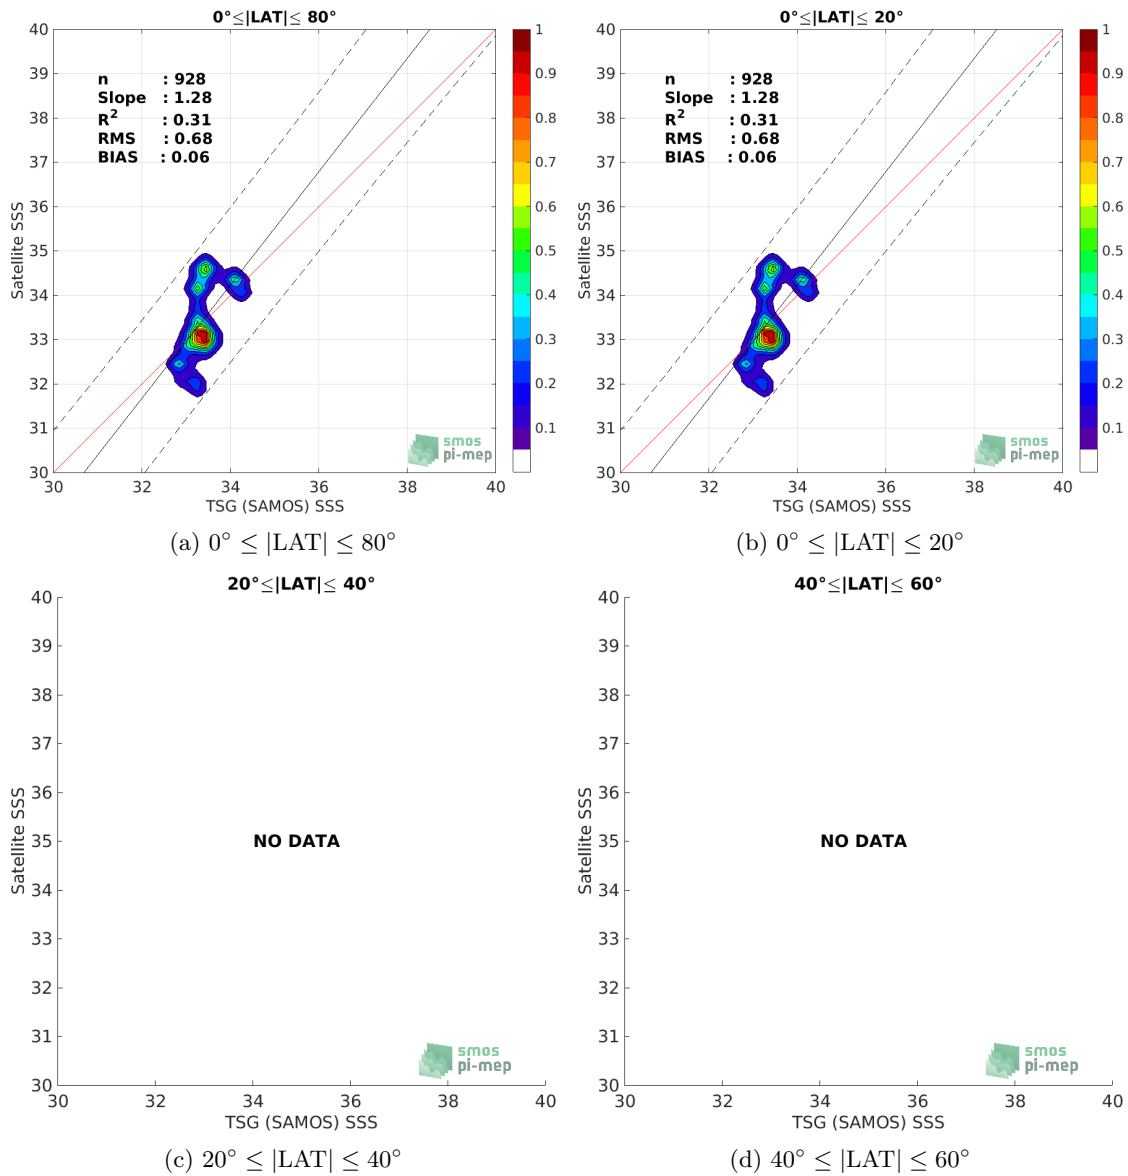 0°≤|LAT|≤ 80°
40
39
38
37
36
35
34
33
32
31
30
Satellite SSS
n : 928
Slope : 1.28
R2 : 0.31
RMS : 0.68
BIAS : 0.06
smos
pi-mep
30 32 34 36 38 40
TSG (SAMOS) SSS
1
0.9
0.8
0.7
0.6
0.5
0.4
0.3
0.2
0.1
(a) 0° ≤ |LAT| ≤ 80°
0°≤|LAT|≤ 20°
40
39
38
37
36
35
34
33
32
31
30
Satellite SSS
n : 928
Slope : 1.28
R2 : 0.31
RMS : 0.68
BIAS : 0.06
smos
pi-mep
30 32 34 36 38 40
TSG (SAMOS) SSS
1
0.9
0.8
0.7
0.6
0.5
0.4
0.3
0.2
0.1
(b) 0° ≤ |LAT| ≤ 20°
20°≤|LAT|≤ 40°
40
39
38
37
36
35
34
33
32
31
30
Satellite SSS
NO DATA
smos
pi-mep
30 32 34 36 38 40
TSG (SAMOS) SSS
(c) 20° ≤ |LAT| ≤ 40°
40°≤|LAT|≤ 60°
40
39
38
37
36
35
34
33
32
31
30
Satellite SSS
NO DATA
smos
pi-mep
30 32 34 36 38 40
TSG (SAMOS) SSS
(d) 40° ≤ |LAT| ≤ 60°